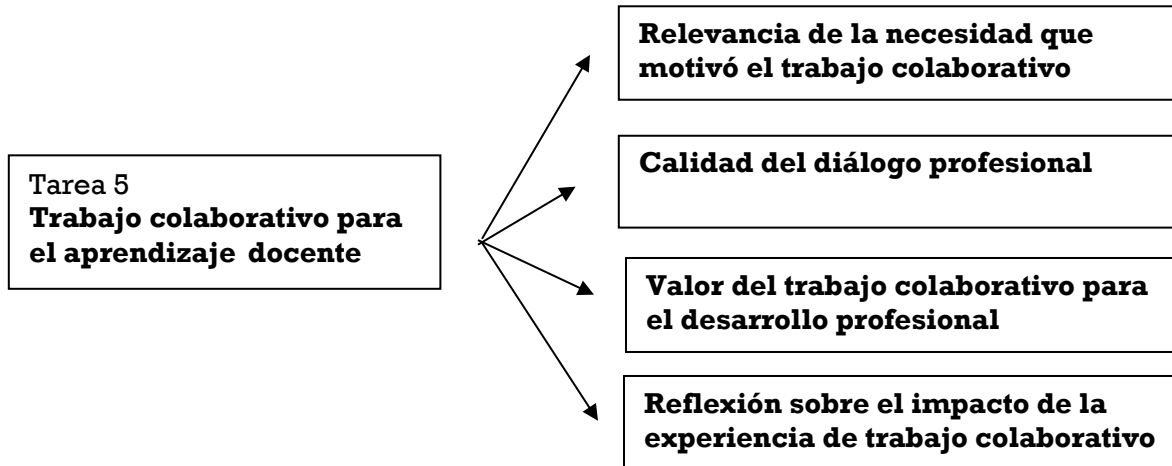 Tarea 5
Trabajo colaborativo para
el aprendizaje docente
Relevancia de la necesidad que
motivó el trabajo colaborativo
Calidad del diálogo profesional
Valor del trabajo colaborativo para
el desarrollo profesional
Reflexión sobre el impacto de la
experiencia de trabajo colaborativo